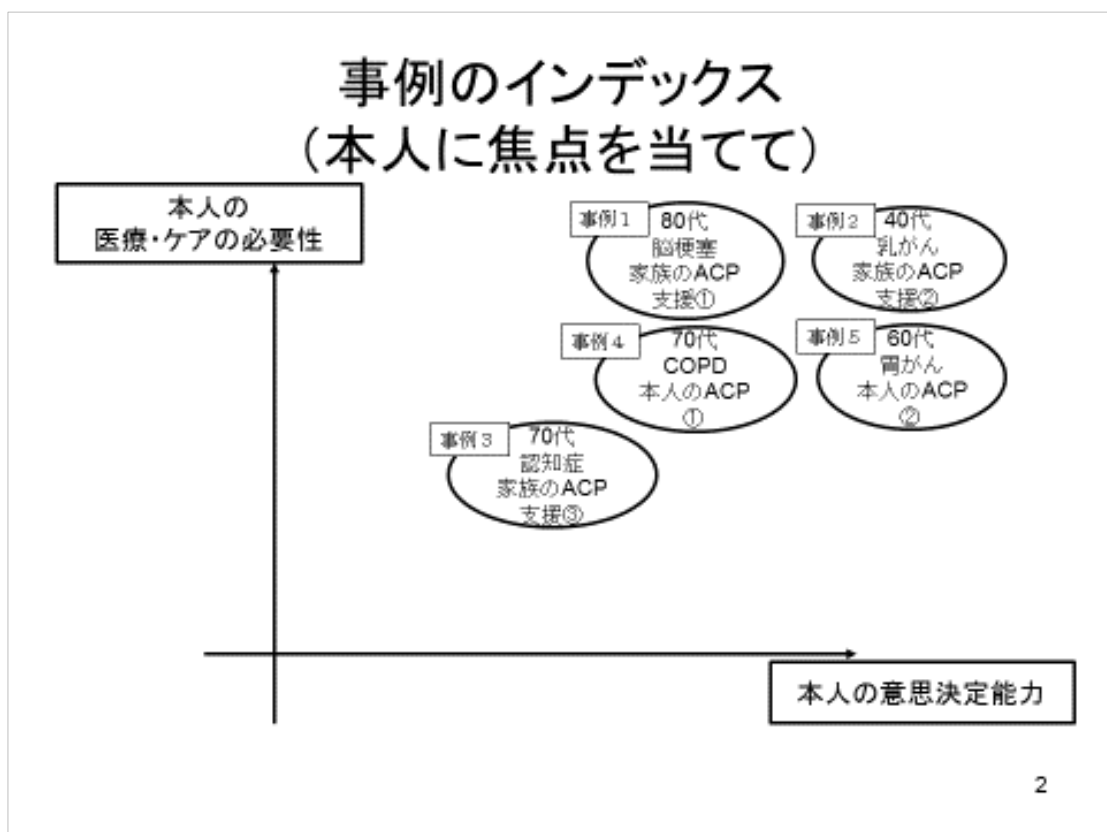 事例のインデックス
（本人に焦点を当てて）
本人の
医療・ケアの必要性
事例１
80代
脳梗塞
家族のACP
支援①
事例２
40代
乳がん
家族のACP
支援②
事例４
70代
COPD
本人のACP
①
事例５
60代
胃がん
本人のACP
②
事例３
70代
認知症
家族のACP
支援③
本人の意思決定能力
2